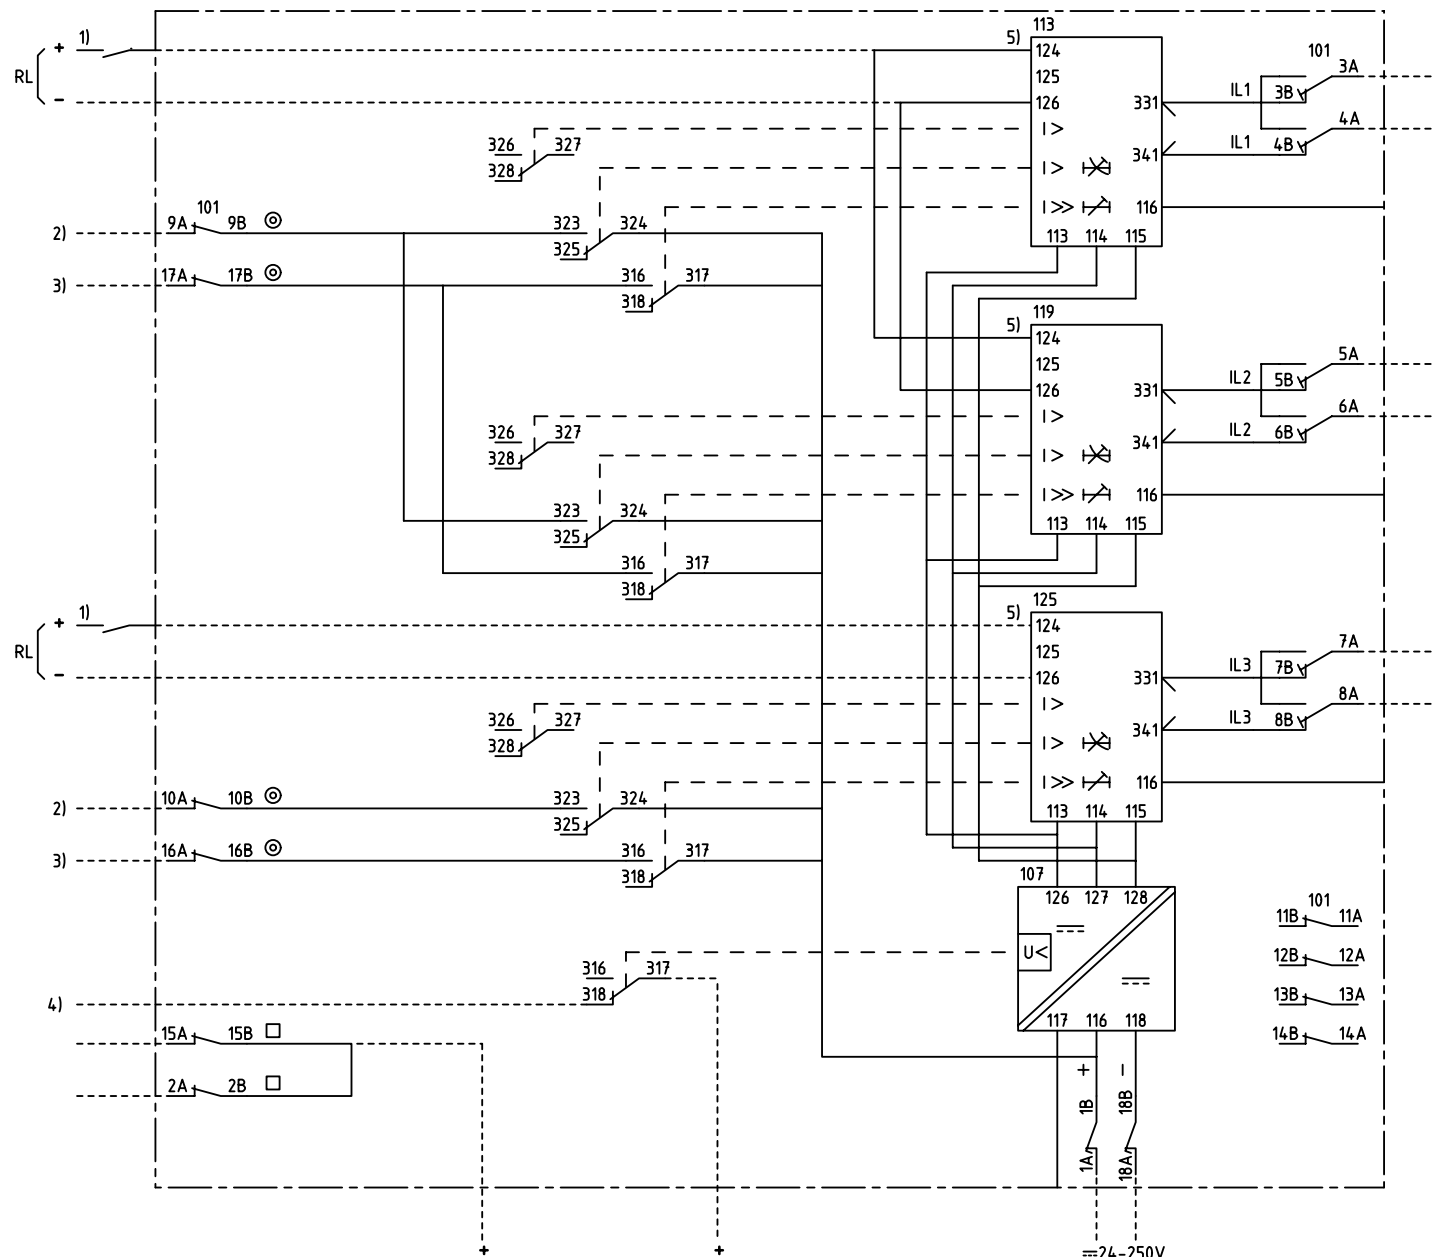 113
+ 1) 5) 124 101
RL 125 3A
− 126 331 IL1 3B
I> 4A
326 327 341 IL1 4B
328 I>
101 I>> 116
2) 9A 9B 323 324 113 114 115
325
3) 17A 17B 316 317
318 119
5) 124
125 5A
126 331 IL2 5B
326 327 I> 6A
328 341 IL2 6B
I>
I>> 116
323 324 113 114 115
325
316 317
318
125
+ 1) 5) 124
RL 125 7A
− 126 331 IL3 7B
I> 8A
326 327 341 IL3 8B
328 I>
I>> 116
2) 10A 10B 323 324 113 114 115
325
3) 16A 16B 316 317
318 107
126 127 128 101
11B 11A
U< 12B 12A
316 317
4) 318 13B 13A
15A 15B 117 116 118 14B 14A
+ −
2A 2B 1B 18B
1A 18A
+ + 24-250V